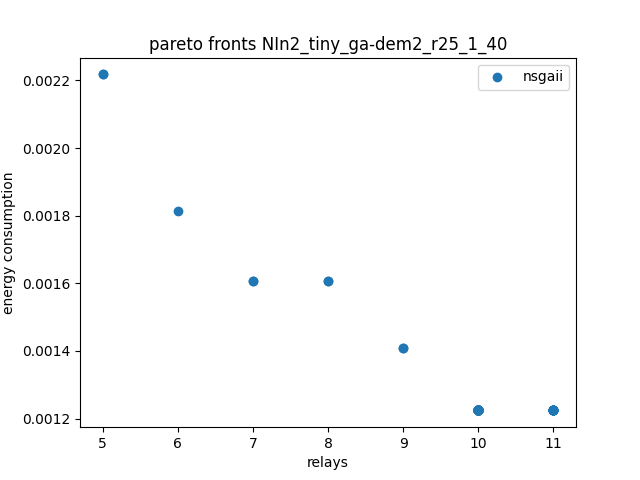 pareto fronts NIn2_tiny_ga-dem2_r25_1_40
nsgaii
0.0022
0.0020
0.0018
0.0016
0.0014
0.0012
energy consumption
5 6 7 8 9 10 11
relays